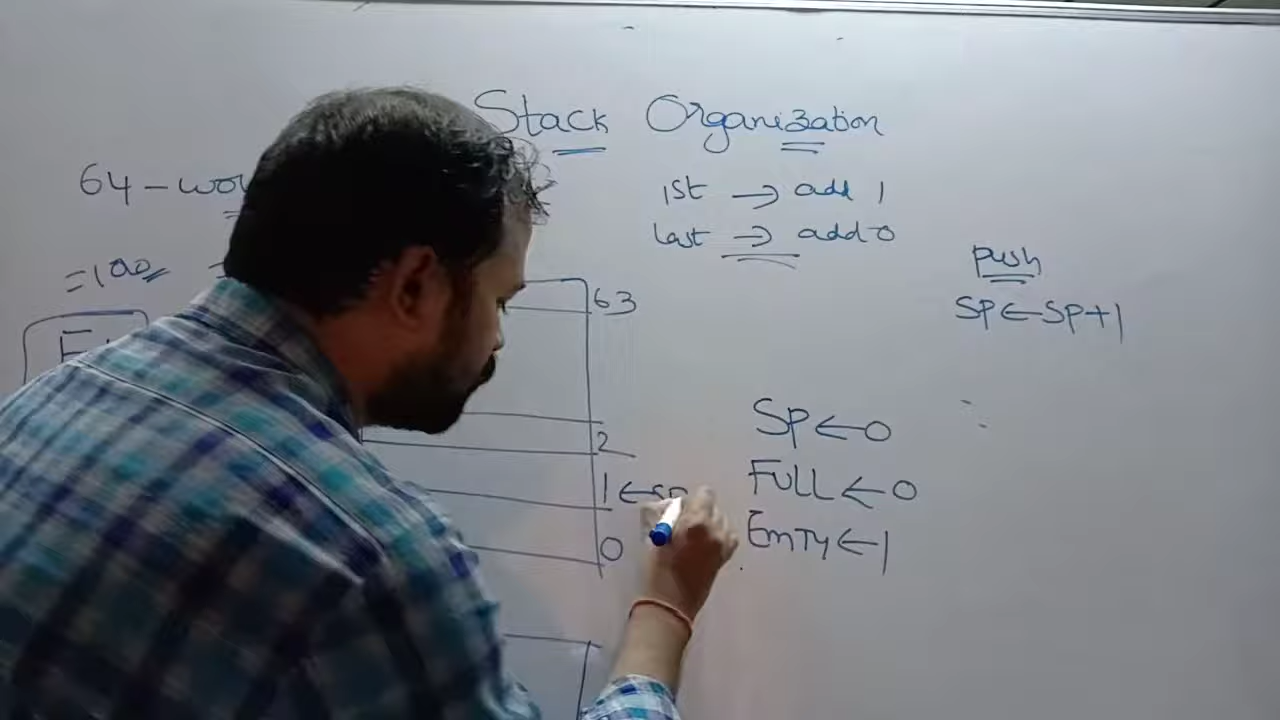 Stack Organization
64 - wo
1st → add 1
last → add 0
push
SP ← SP+1
= 100
63
2
1 ← SP
0
SP ← 0
FULL ← 0
EMTY ← 1